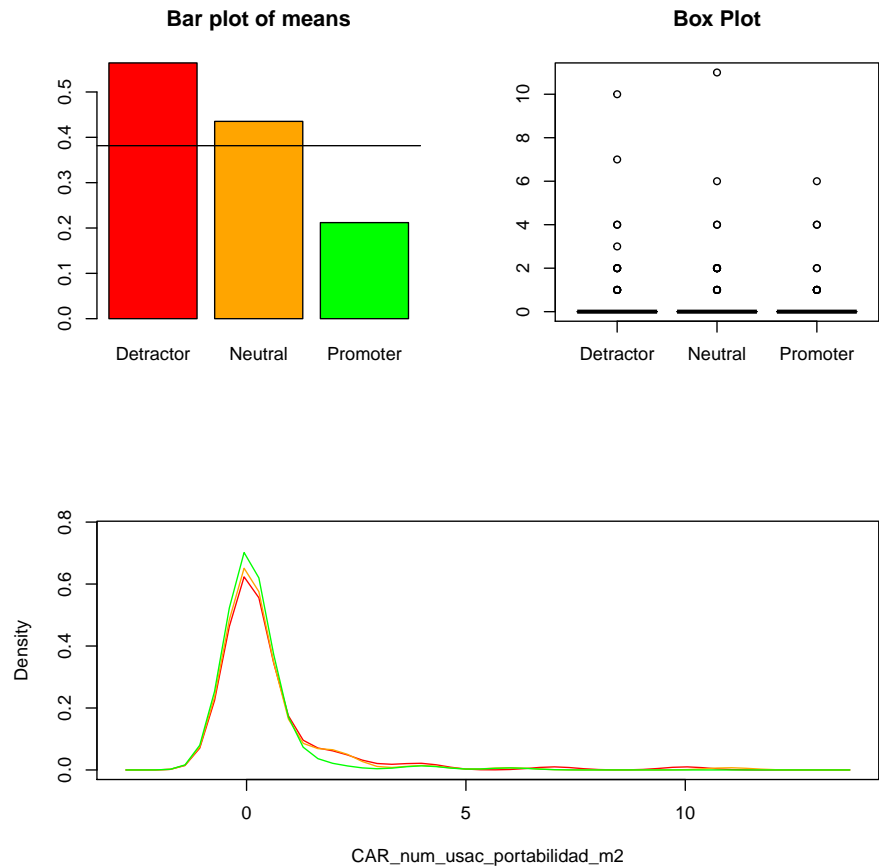 Bar plot of means
0.0 0.1 0.2 0.3 0.4 0.5
Detractor Neutral Promoter
Box Plot
0 2 4 6 8 10
Detractor Neutral Promoter
Density
0.0 0.2 0.4 0.6 0.8
0 5 10
CAR_num_usac_portabilidad_m2